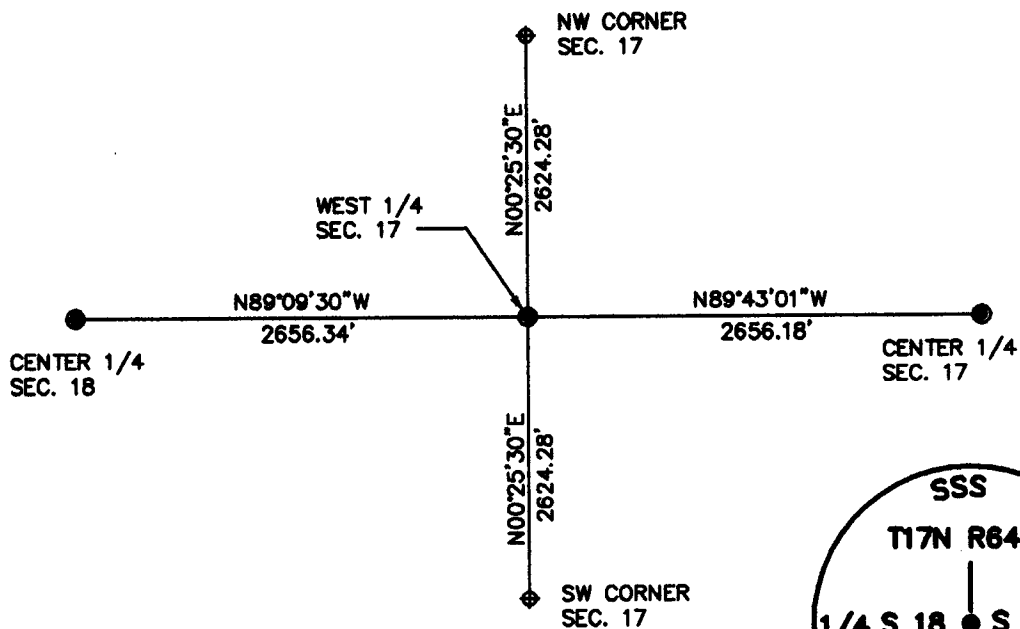 NW CORNER
SEC. 17
N00°25'30"E
2624.28'
WEST 1/4
SEC. 17
N89°09'30"W
2656.34'
N89°43'01"W
2656.18'
CENTER 1/4
SEC. 18
CENTER 1/4
SEC. 17
N00°25'30"E
2624.28'
SW CORNER
SEC. 17
SSS
T17N R64
1/4 S 18 S